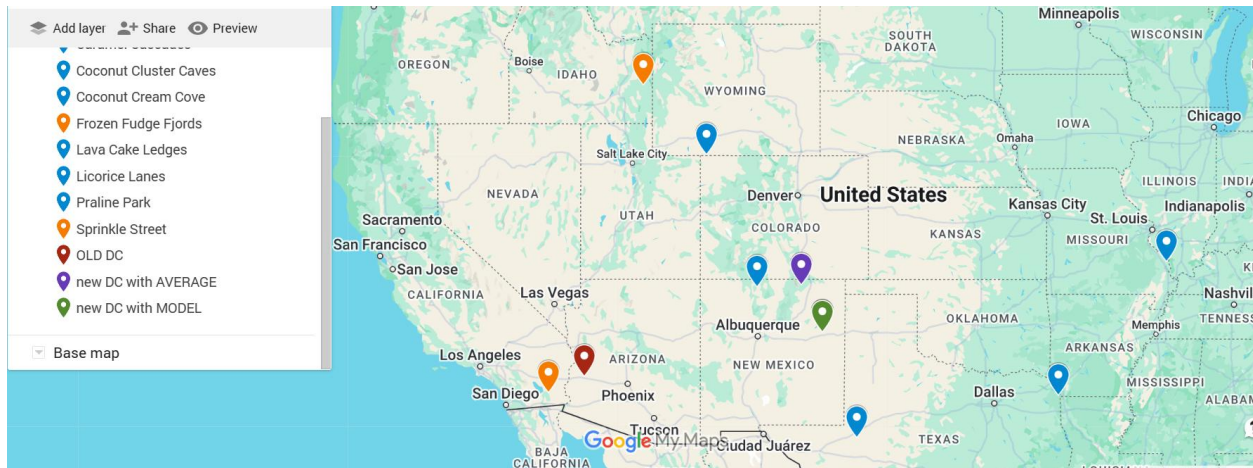 Add layer Share Preview
Coconut Cluster Caves
Coconut Cream Cove
Frozen Fudge Fjords
Lava Cake Ledges
Licorice Lanes
Praline Park
Sprinkle Street
OLD DC
new DC with AVERAGE
new DC with MODEL
Base map
Minneapolis
SOUTH
DAKOTA
WISCONSIN
OREGON
Boise
IDAHO
WYOMING
Chicago
IOWA
NEBRASKA
Omaha
Salt Lake City
NEVADA
UTAH
Denver
United States
ILLINOIS
INDIA
Indianapolis
Kansas City
St. Louis
MISSOURI
COLORADO
KANSAS
Sacramento
San Francisco
San Jose
CALIFORNIA
Las Vegas
Nashvil
TENNES
Albuquerque
OKLAHOMA
Memphis
ARKANSAS
Los Angeles
ARIZONA
NEW MEXICO
MISSISSIPPI
ALABAM
San Diego
Phoenix
Dallas
Tucson
Google My Maps
Ciudad Juárez
TEXAS
BAJA
CALIFORNIA